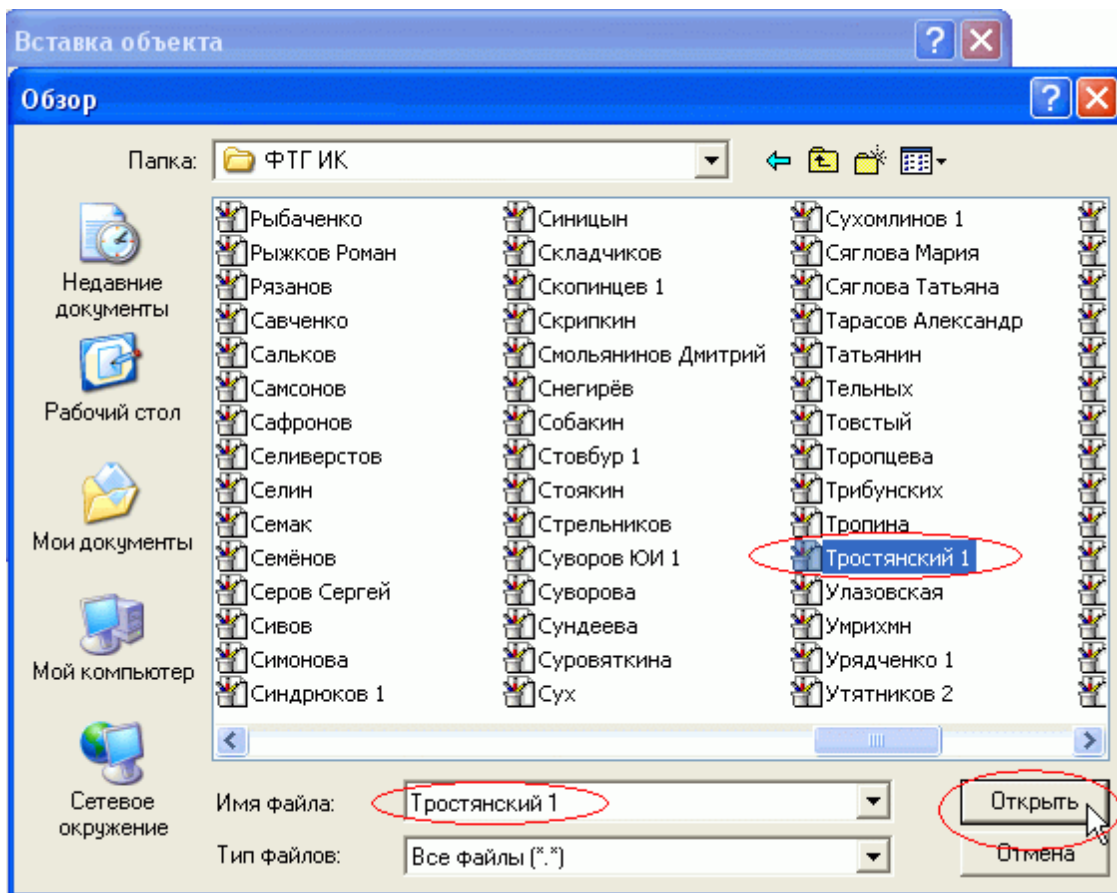 Вставка объекта
Обзор
Папка: ФТГ ИК
Недавние документы
Рабочий стол
Мои документы
Мой компьютер
Сетевое окружение
Рыбаченко
Рыжков Роман
Рязанов
Савченко
Сальков
Самсонов
Сафронов
Селиверстов
Селин
Семак
Семёнов
Серов Сергей
Сивов
Симонова
Синдрюков 1
Синицын
Складчиков
Скопинцев 1
Скрипкин
Смольянинов Дмитрий
Снегирёв
Собакин
Стовбур 1
Стоякин
Стрельников
Суворов ЮИ 1
Суворова
Сундеева
Суровяткина
Сух
Сухомлинов 1
Сяглова Мария
Сяглова Татьяна
Тарасов Александр
Татьянин
Тельных
Товстый
Торопцева
Трибунских
Тропина
Тростянский 1
Улазовская
Умрихмн
Урядченко 1
Утятников 2
Имя файла: Тростянский 1
Открыть
Тип файлов: Все файлы (*.*)
Отмена